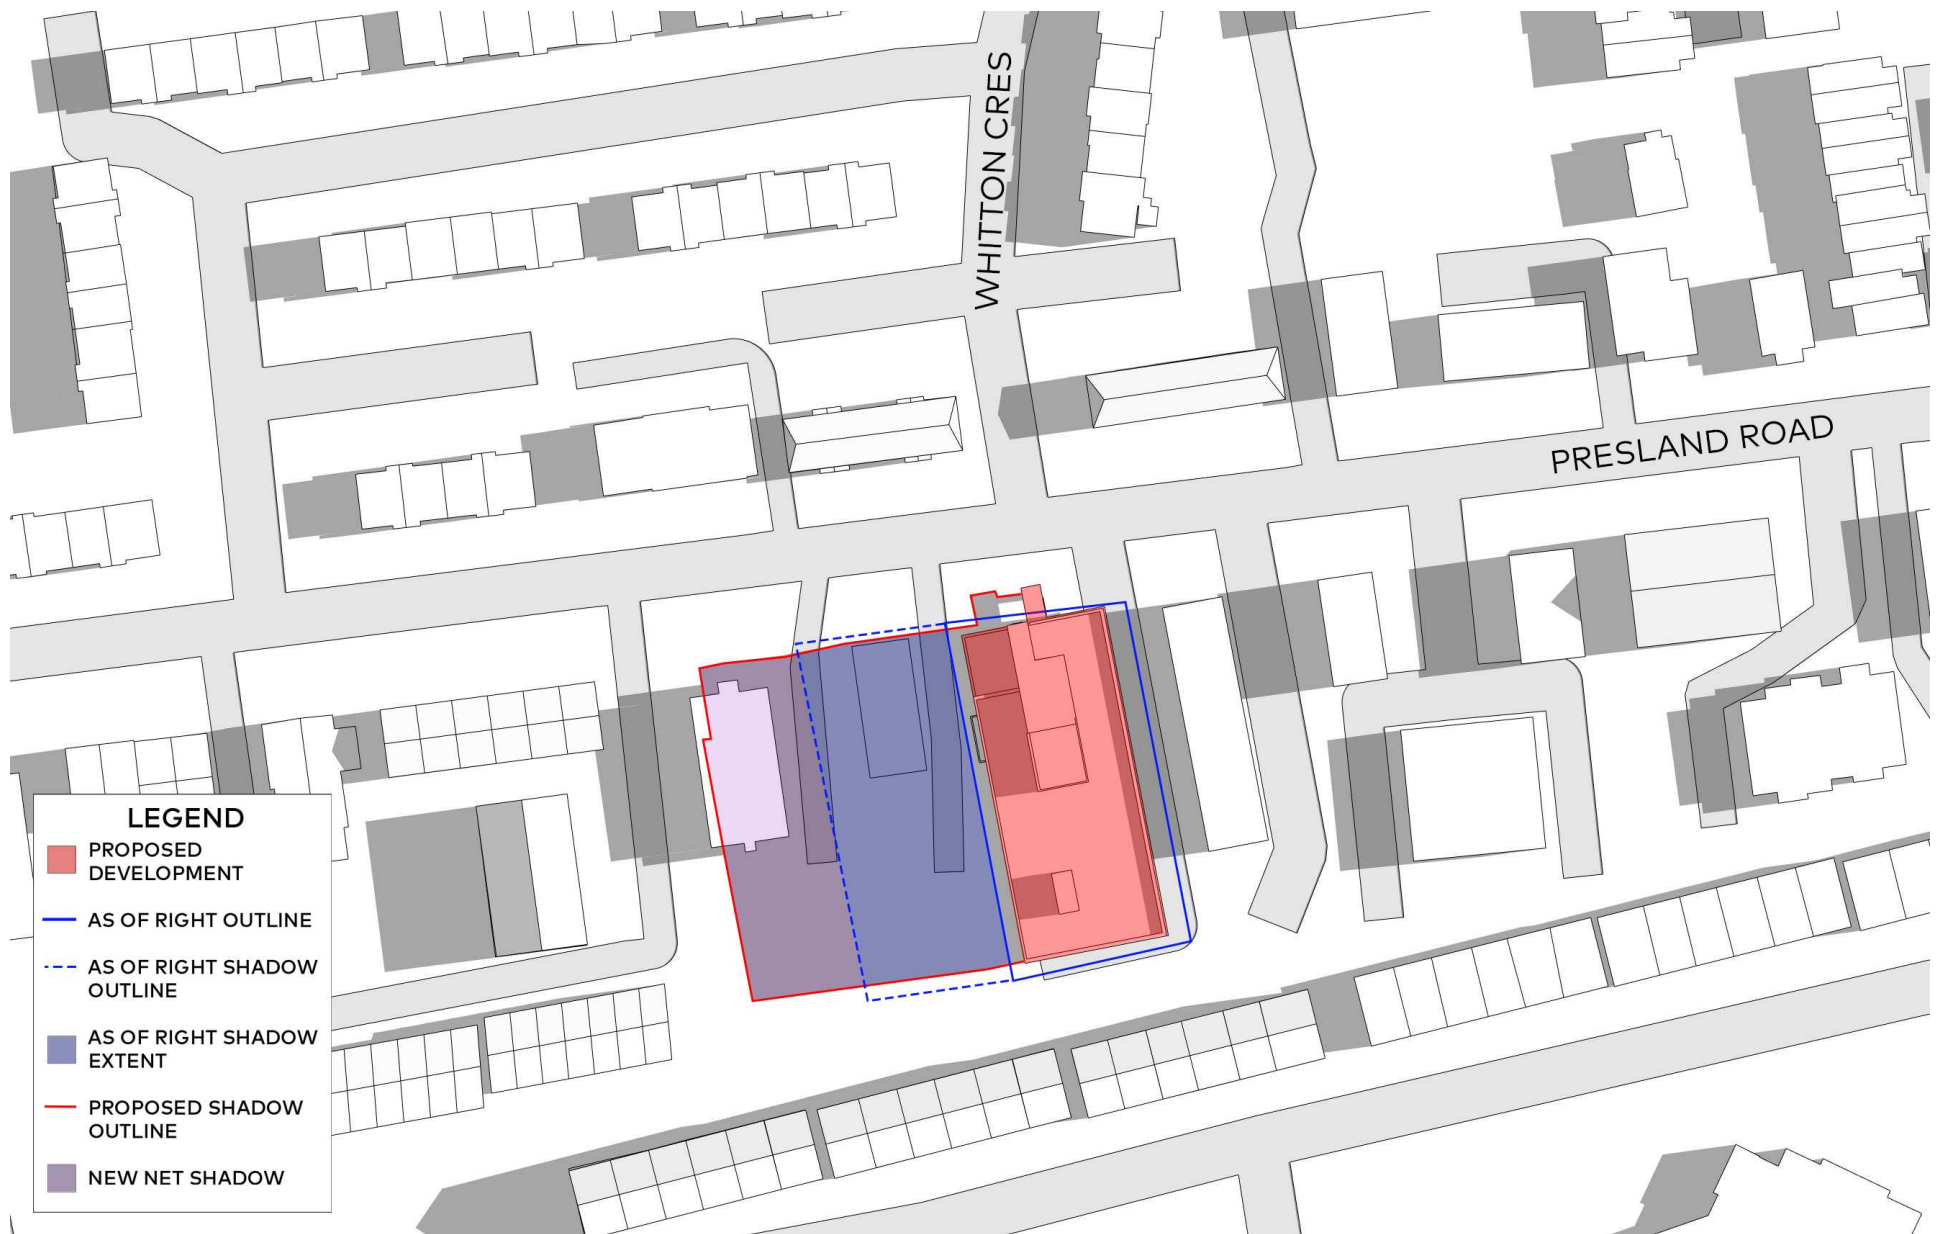 WHITTON CRES
PRESLAND ROAD
LEGEND
PROPOSED
DEVELOPMENT
AS OF RIGHT OUTLINE
AS OF RIGHT SHADOW
OUTLINE
AS OF RIGHT SHADOW
EXTENT
PROPOSED SHADOW
OUTLINE
NEW NET SHADOW